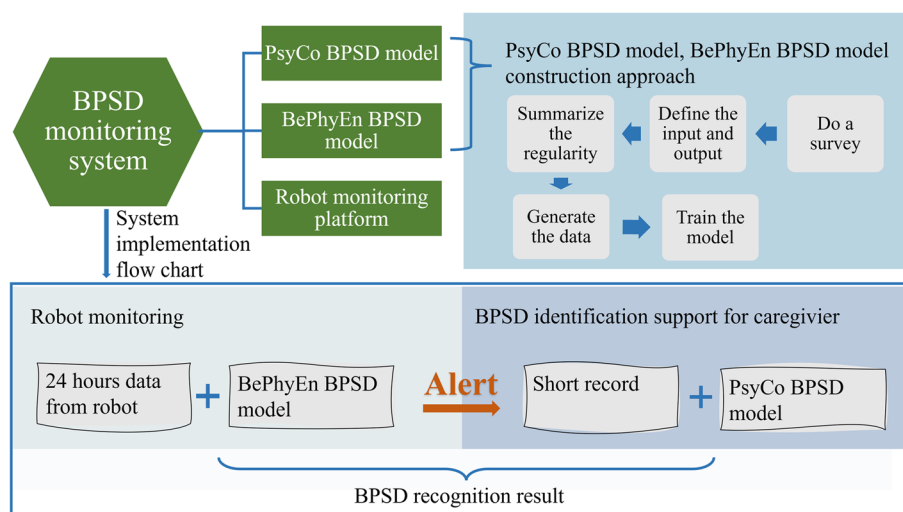 BPSD
monitoring
system
PsyCo BPSD model
BePhyEn BPSD
model
Robot monitoring
platform
PsyCo BPSD model, BePhyEn BPSD model
construction approach
Summarize
the
regularity
Define the
input and
output
Do a
survey
Generate
the data
Train the
model
System
implementation
flow chart
Robot monitoring
BPSD identification support for caregivier
24 hours data
from robot
+
BePhyEn BPSD
model
Alert
Short record
+
PsyCo BPSD
model
BPSD recognition result